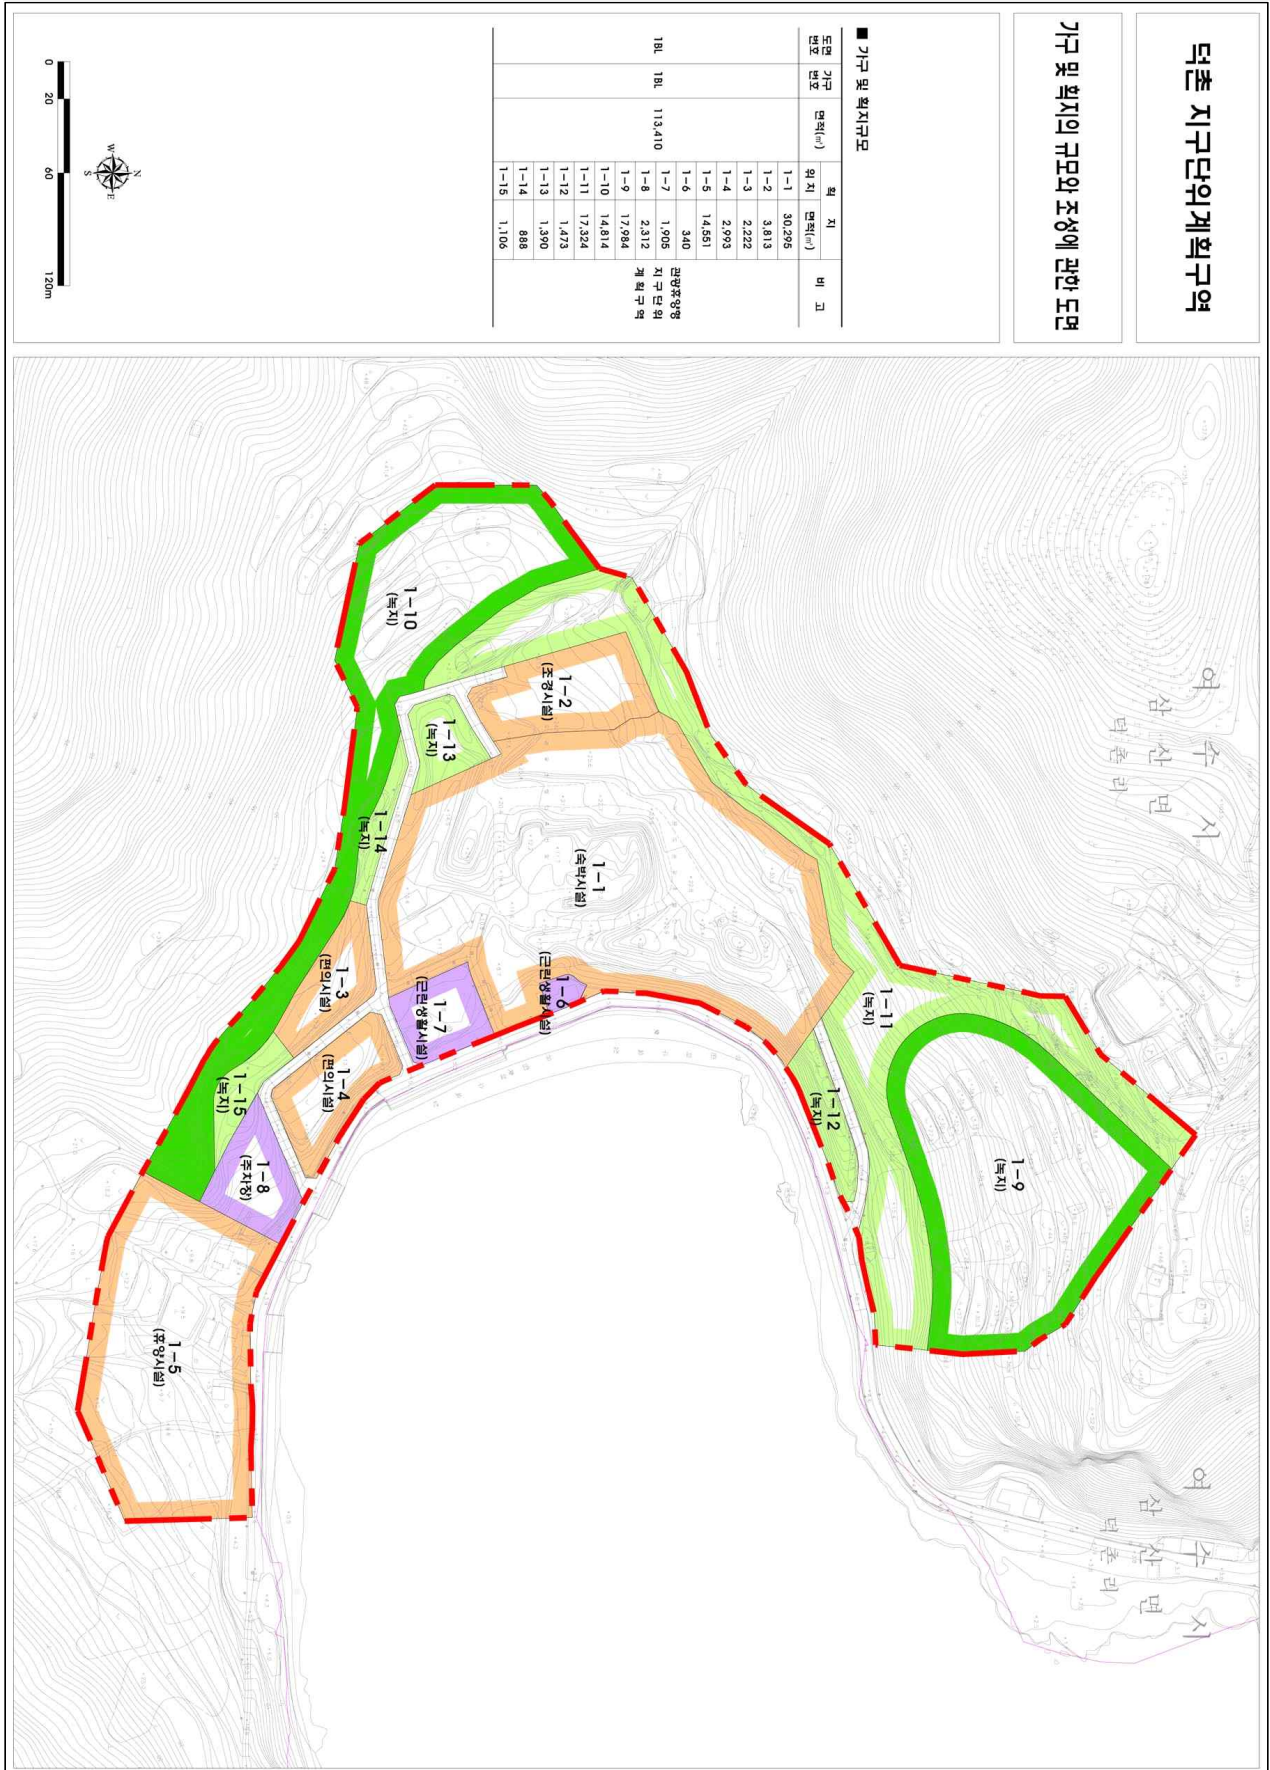 덕촌 지구단위계획구역
가구 및 획지의 규모와 조성에 관한 도면
■ 가구 및 획지규모
도면번호 가구번호 면적(㎡) 획 지 비 고
위치 면적(㎡)
1BL 1BL 113,410
1-1 30,295
1-2 3,813
1-3 2,222
1-4 2,993
1-5 14,551
1-6 340
1-7 1,905
1-8 2,312
1-9 17,984
1-10 14,814
1-11 17,324
1-12 1,473
1-13 1,390
1-14 888
1-15 1,106
관광휴양형
지구단위
계획구역
N
W E
S
0 20 60 120m
여 수 시
삼 산 면
덕 촌 리
여 수 시
삼 산 면
덕 촌 리
1-9
(녹지)
1-11
(녹지)
1-12
(녹지)
1-1
(숙박시설)
1-2
(조경시설)
1-6
(근린생활시설)
1-13
(녹지)
1-7
(근린생활시설)
1-10
(녹지)
1-14
(녹지)
1-3
(편의시설)
1-4
(편의시설)
1-15
(녹지)
1-8
(주차장)
1-5
(휴양시설)